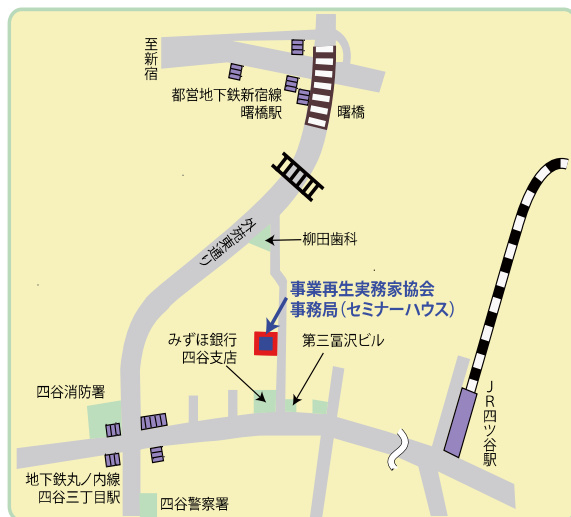 至新宿
都営地下鉄新宿線
曙橋駅
曙橋
外苑東通り
柳田歯科
事業再生実務家協会
事務局(セミナーハウス)
みずほ銀行
四谷支店
第三冨沢ビル
四谷消防署
JR四ツ谷駅
地下鉄丸ノ内線
四谷三丁目駅
四谷警察署